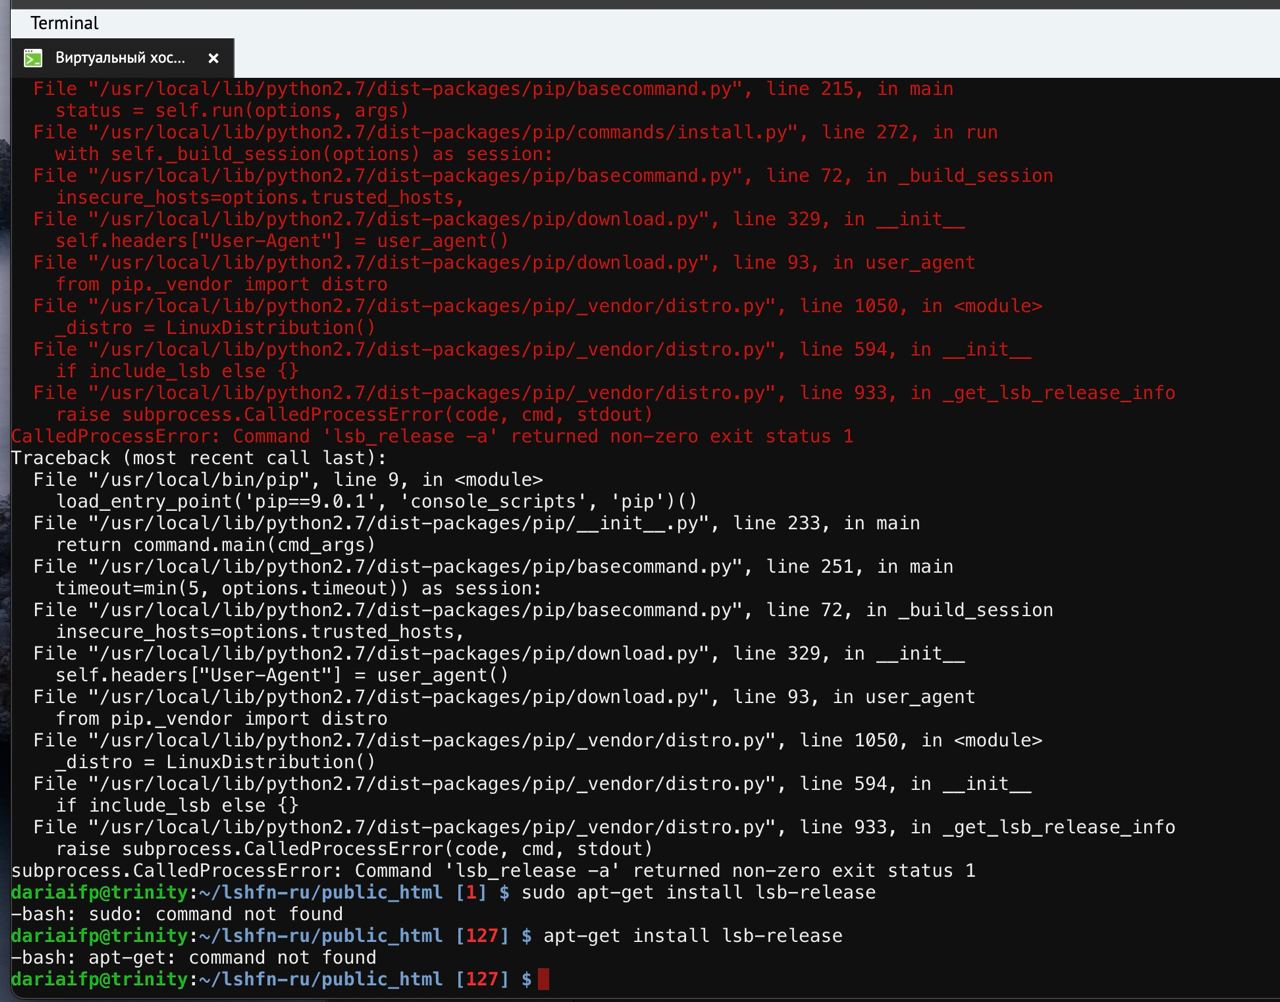 Terminal
Виртуальный хос... ×
File "/usr/local/lib/python2.7/dist-packages/pip/basecommand.py", line 215, in main
status = self.run(options, args)
File "/usr/local/lib/python2.7/dist-packages/pip/commands/install.py", line 272, in run
with self._build_session(options) as session:
File "/usr/local/lib/python2.7/dist-packages/pip/basecommand.py", line 72, in _build_session
insecure_hosts=options.trusted_hosts,
File "/usr/local/lib/python2.7/dist-packages/pip/download.py", line 329, in __init__
self.headers["User-Agent"] = user_agent()
File "/usr/local/lib/python2.7/dist-packages/pip/download.py", line 93, in user_agent
from pip._vendor import distro
File "/usr/local/lib/python2.7/dist-packages/pip/_vendor/distro.py", line 1050, in <module>
_distro = LinuxDistribution()
File "/usr/local/lib/python2.7/dist-packages/pip/_vendor/distro.py", line 594, in __init__
if include_lsb else {}
File "/usr/local/lib/python2.7/dist-packages/pip/_vendor/distro.py", line 933, in _get_lsb_release_info
raise subprocess.CalledProcessError(code, cmd, stdout)
CalledProcessError: Command 'lsb_release -a' returned non-zero exit status 1
Traceback (most recent call last):
File "/usr/local/bin/pip", line 9, in <module>
load_entry_point('pip==9.0.1', 'console_scripts', 'pip')()
File "/usr/local/lib/python2.7/dist-packages/pip/__init__.py", line 233, in main
return command.main(cmd_args)
File "/usr/local/lib/python2.7/dist-packages/pip/basecommand.py", line 251, in main
timeout=min(5, options.timeout)) as session:
File "/usr/local/lib/python2.7/dist-packages/pip/basecommand.py", line 72, in _build_session
insecure_hosts=options.trusted_hosts,
File "/usr/local/lib/python2.7/dist-packages/pip/download.py", line 329, in __init__
self.headers["User-Agent"] = user_agent()
File "/usr/local/lib/python2.7/dist-packages/pip/download.py", line 93, in user_agent
from pip._vendor import distro
File "/usr/local/lib/python2.7/dist-packages/pip/_vendor/distro.py", line 1050, in <module>
_distro = LinuxDistribution()
File "/usr/local/lib/python2.7/dist-packages/pip/_vendor/distro.py", line 594, in __init__
if include_lsb else {}
File "/usr/local/lib/python2.7/dist-packages/pip/_vendor/distro.py", line 933, in _get_lsb_release_info
raise subprocess.CalledProcessError(code, cmd, stdout)
subprocess.CalledProcessError: Command 'lsb_release -a' returned non-zero exit status 1
dariaifp@trinity:~/lshfn-ru/public_html [1] $ sudo apt-get install lsb-release
-bash: sudo: command not found
dariaifp@trinity:~/lshfn-ru/public_html [127] $ apt-get install lsb-release
-bash: apt-get: command not found
dariaifp@trinity:~/lshfn-ru/public_html [127] $